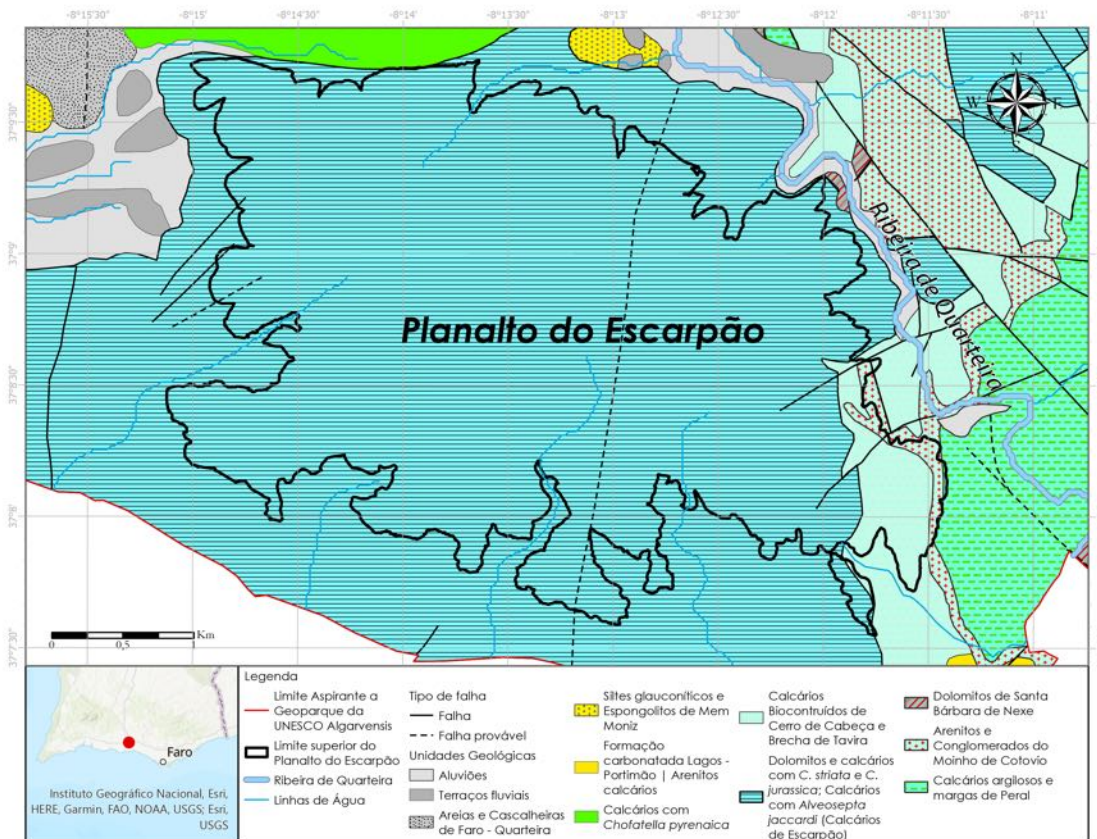 -8°15'30" -8°15' -8°14'30" -8°14' -8°13'30" -8°13' -8°12'30" -8°12' -8°11'30" -8°11'
N
W E
37°9'30"
37°9'
Ribeira de Quarteira
Planalto do Escarpão
37°8'30"
37°8'
37°7'30"
Km
0 0,5 1
Faro
Instituto Geográfico Nacional, Esri,
HERE, Garmin, FAO, NOAA, USGS; Esri,
USGS
Legenda
Limite Aspirante a
Geoparque da
UNESCO Algarvensis
Limite superior do
Planalto do Escarpão
Ribeira de Quarteira
Linhas de Água
Tipo de falha
Falha
Falha provável
Unidades Geológicas
Aluviões
Terraços fluviais
Areias e Cascalheiras
de Faro - Quarteira
Siltes glauconíticos e
Espongolitos de Mem
Moniz
Formação
carbonatada Lagos -
Portimão | Arenitos
calcários
Calcários com
Chofatella pyrenaica
Calcários
Biocontruídos de
Cerro de Cabeça e
Brecha de Tavira
Dolomitos e calcários
com C. striata e C.
jurassica; Calcários
com Alveosepta
jaccardi (Calcários
de Escarpão)
Dolomitos de Santa
Bárbara de Nexe
Arenitos e
Conglomerados do
Moinho de Cotovio
Calcários argilosos e
margas de Peral